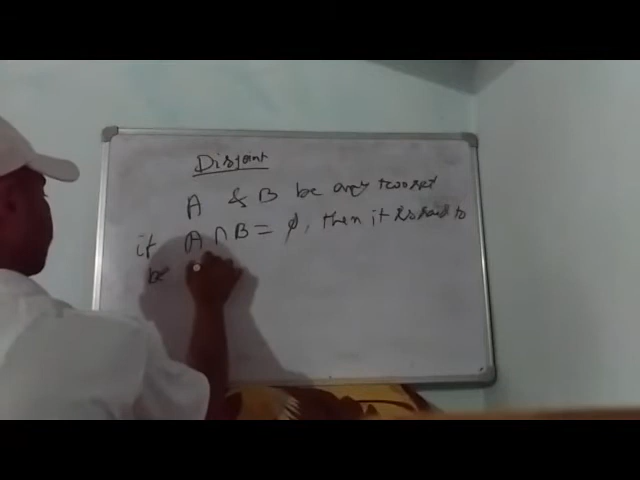 Disjoint
A & B be any two set
if A ∩ B = ϕ, then it is said to
be